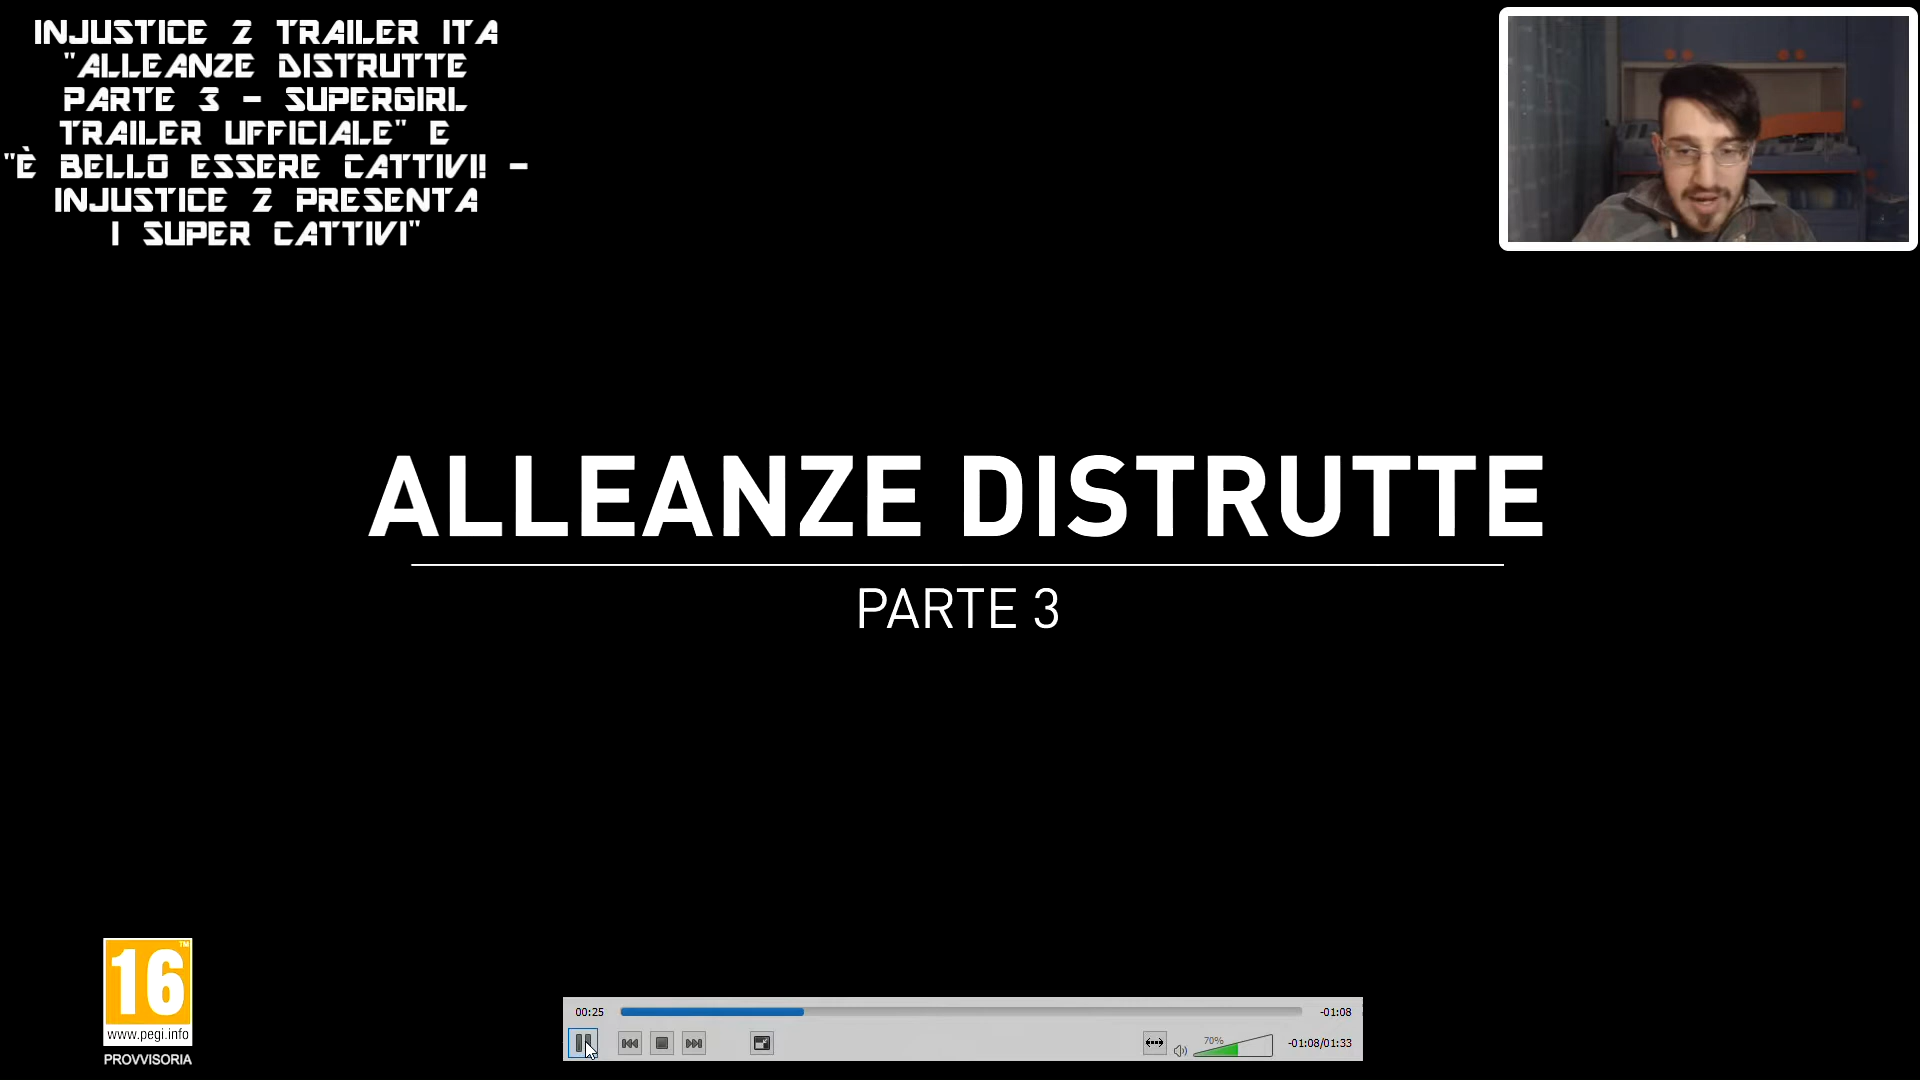 INJUSTICE 2 TRAILER ITA
"ALLEANZE DISTRUTTE
PARTE 3 - SUPERGIRL
TRAILER UFFICIALE" E
"È BELLO ESSERE CATTIVI! -
INJUSTICE 2 PRESENTA
I SUPER CATTIVI"
ALLEANZE DISTRUTTE
PARTE 3
16
TM
www.pegi.info
PROVVISORIA
00:25
-01:08
70%
-01:08/01:33